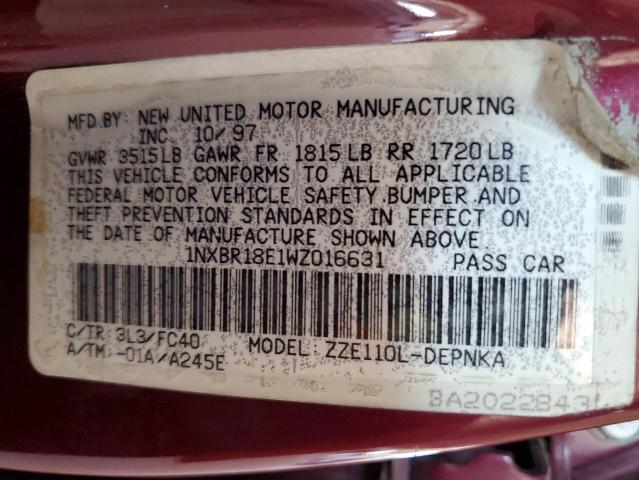 MFD.BY NEW UNITED MOTOR MANUFACTURING
INC 10/97
GVWR 3515LB GAWR FR 1815LB RR 1720LB
THIS VEHICLE CONFORMS TO ALL APPLICABLE
FEDERAL MOTOR VEHICLE SAFETY,BUMPER,AND
THEFT PREVENTION STANDARDS IN EFFECT ON
THE DATE OF MANUFACTURE SHOWN ABOVE.
1NXBR18E1WZ016631 PASS CAR
C/TR 3L3/FC40
A/TM -01A/A245E MODEL ZZE110L-DEPNKA
BA2022843